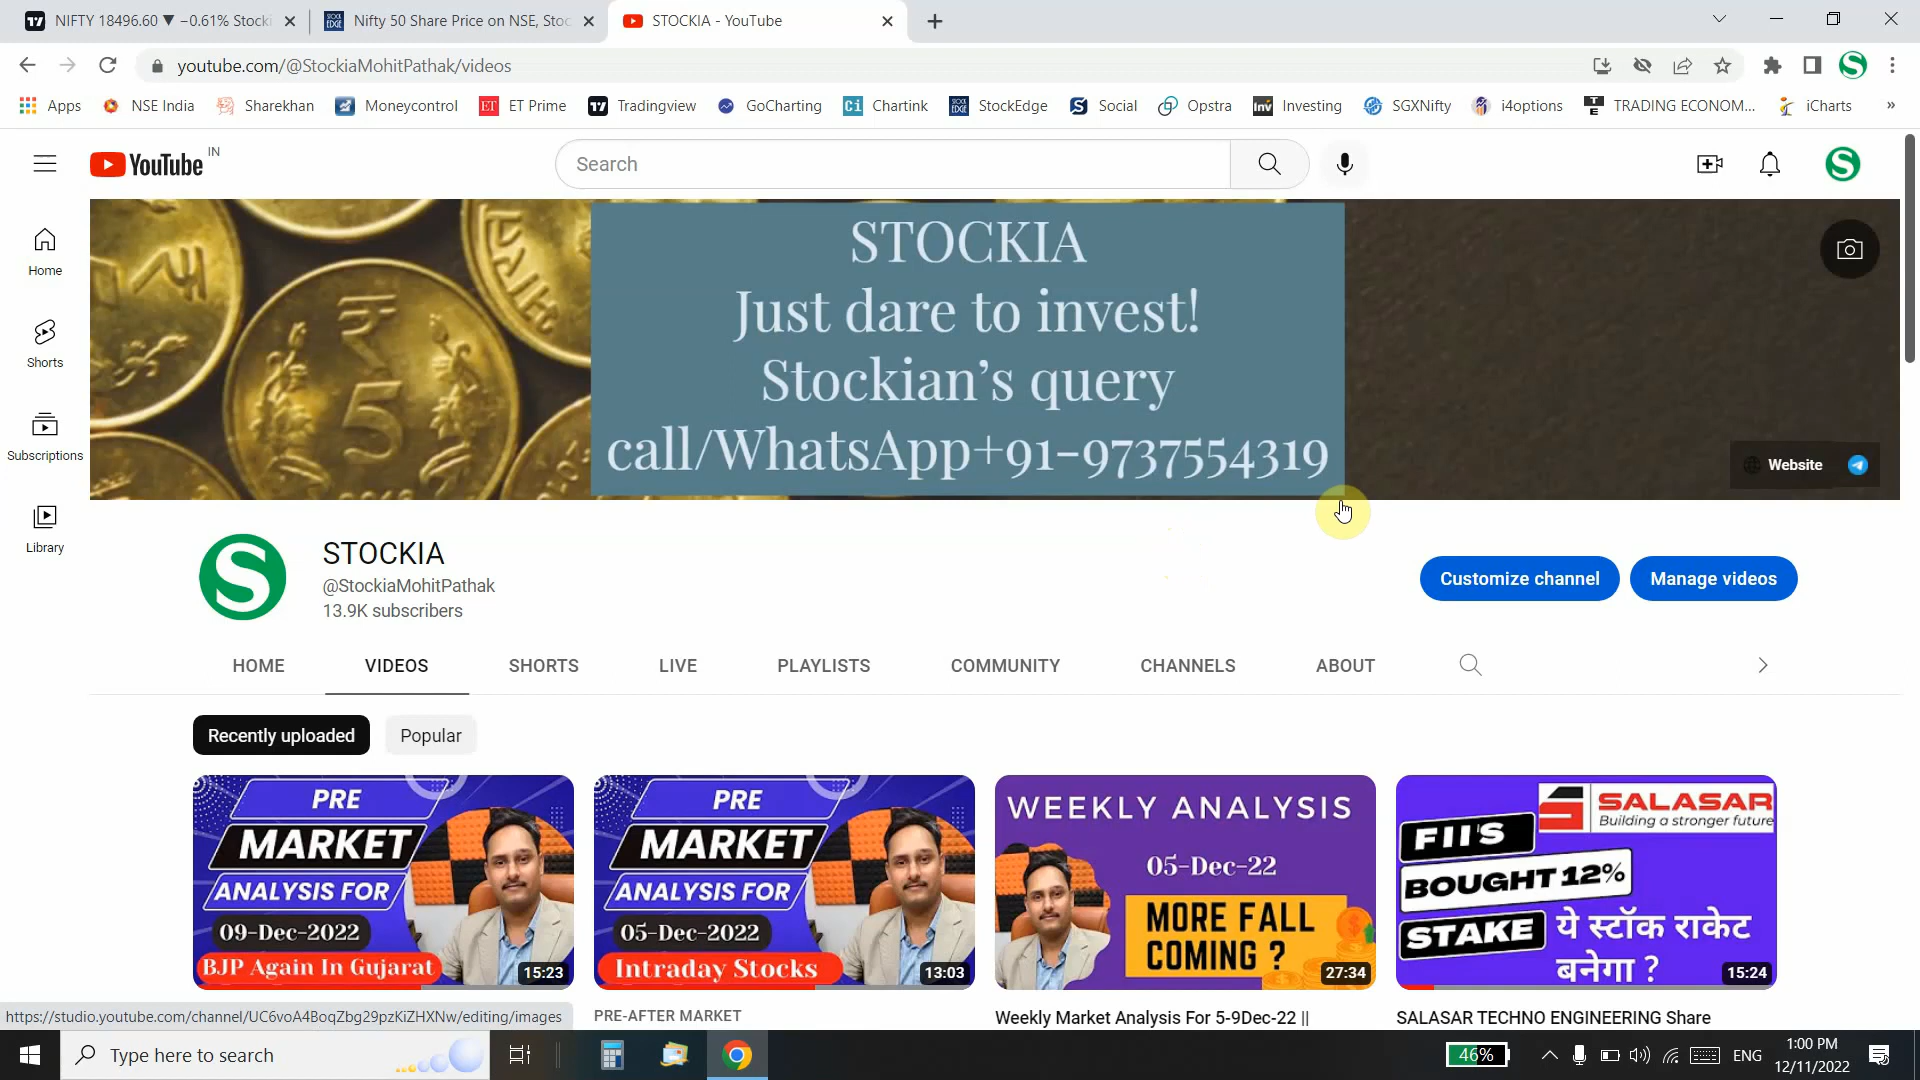 NIFTY 18496.60 ▼ −0.61% Stocki
Nifty 50 Share Price on NSE, Stoc
STOCKIA - YouTube
youtube.com/@StockiaMohitPathak/videos
Apps
NSE India
Sharekhan
Moneycontrol
ET Prime
Tradingview
GoCharting
Chartink
StockEdge
Social
Opstra
Investing
SGXNifty
i4options
TRADING ECONOM...
iCharts
»
YouTube IN
Search
STOCKIA
Just dare to invest!
Stockian's query
call/WhatsApp+91-9737554319
Website
Home
Shorts
Subscriptions
Library
STOCKIA
@StockiaMohitPathak
13.9K subscribers
Customize channel
Manage videos
HOME
VIDEOS
SHORTS
LIVE
PLAYLISTS
COMMUNITY
CHANNELS
ABOUT
Recently uploaded
Popular
PRE
MARKET
ANALYSIS FOR
09-Dec-2022
BJP Again In Gujarat
15:23
PRE
MARKET
ANALYSIS FOR
05-Dec-2022
Intraday Stocks
13:03
WEEKLY ANALYSIS
05-Dec-22
MORE FALL
COMING ?
27:34
SALASAR
Building a stronger future
FII'S
BOUGHT 12%
STAKE
ये स्टॉक राकेट
बनेगा ?
15:24
https://studio.youtube.com/channel/UC6voA4BoqZbg29pzKiZHXNw/editing/images
PRE-AFTER MARKET
Weekly Market Analysis For 5-9Dec-22 ||
SALASAR TECHNO ENGINEERING Share
Type here to search
46%
ENG
1:00 PM
12/11/2022